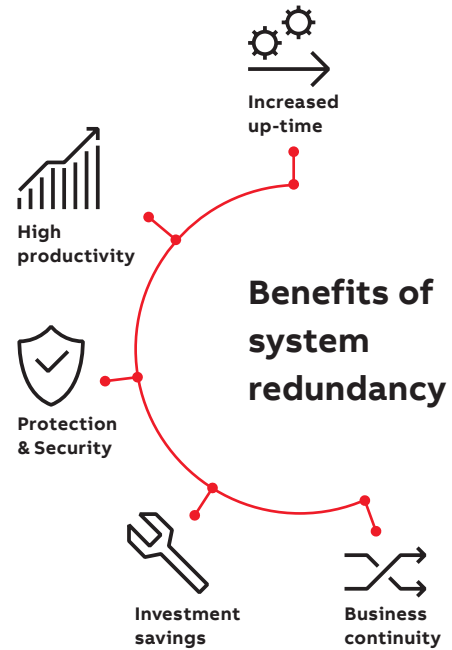 Increased
up-time
High
productivity
Benefits of
system
redundancy
Protection
& Security
Investment
savings
Business
continuity